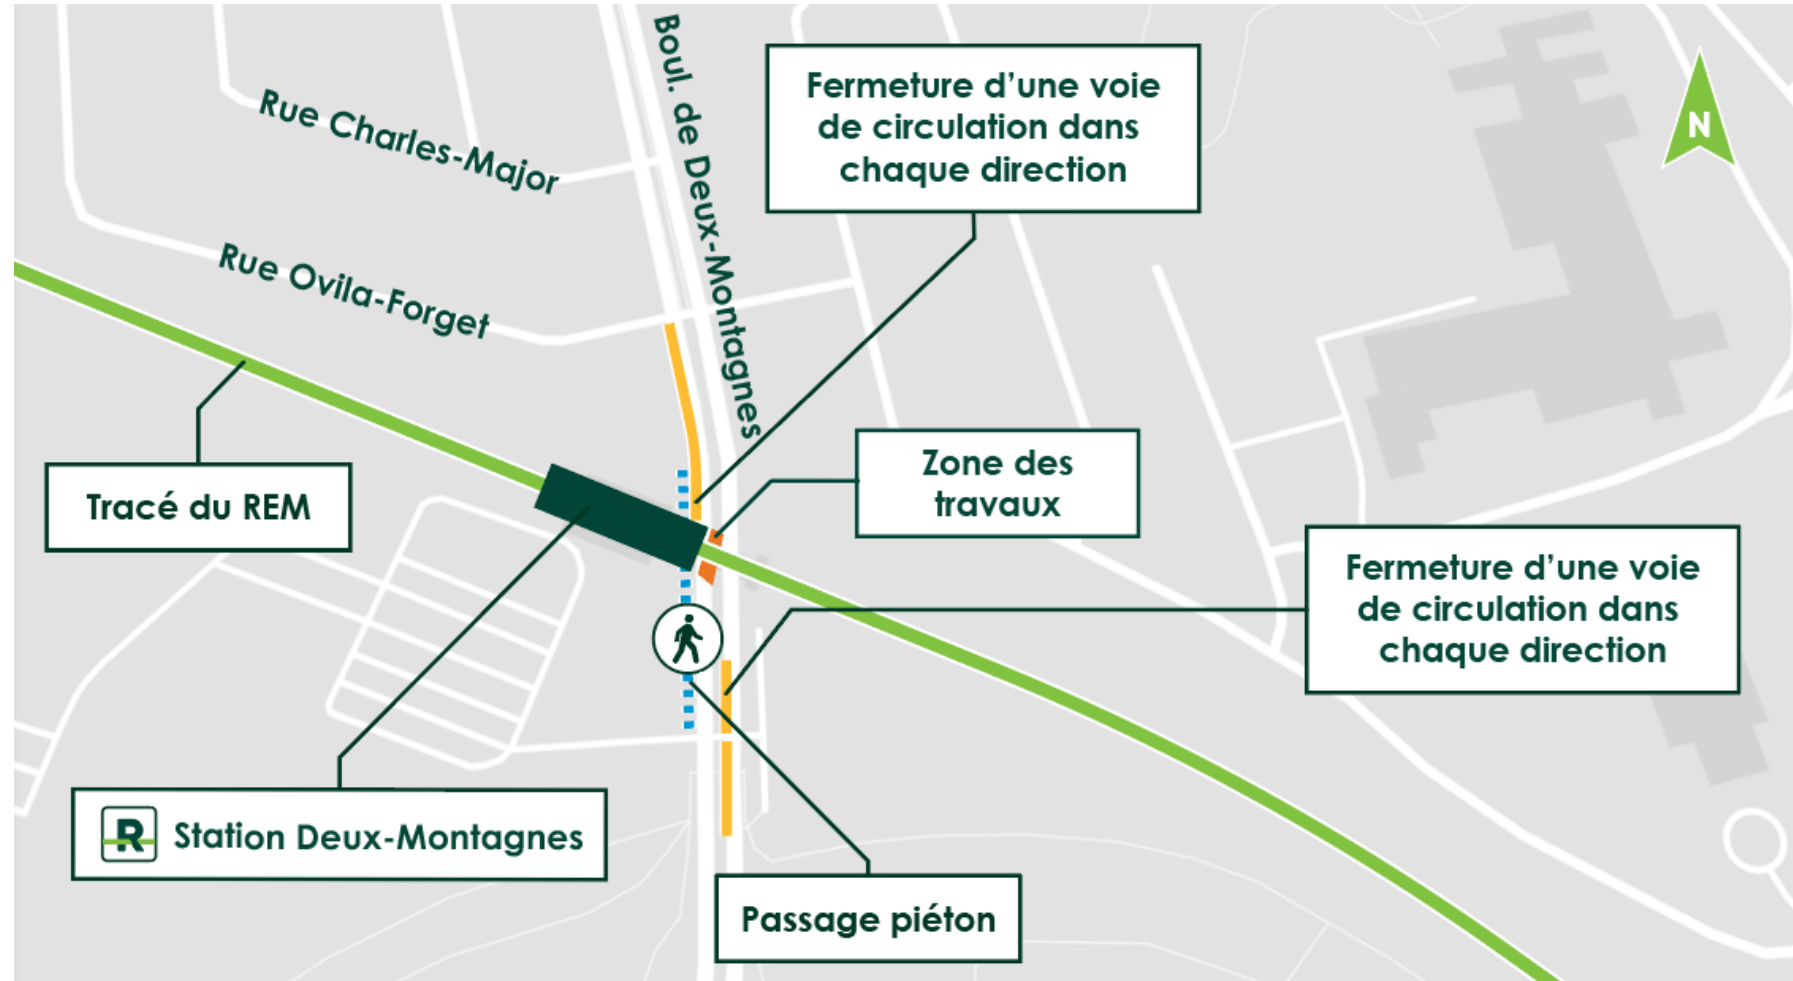 Boul. de Deux-Montagnes
Fermeture d’une voie
de circulation dans
chaque direction
N
Rue Charles-Major
Rue Ovila-Forget
Zone des
travaux
Tracé du REM
Fermeture d’une voie
de circulation dans
chaque direction
R Station Deux-Montagnes
Passage piéton